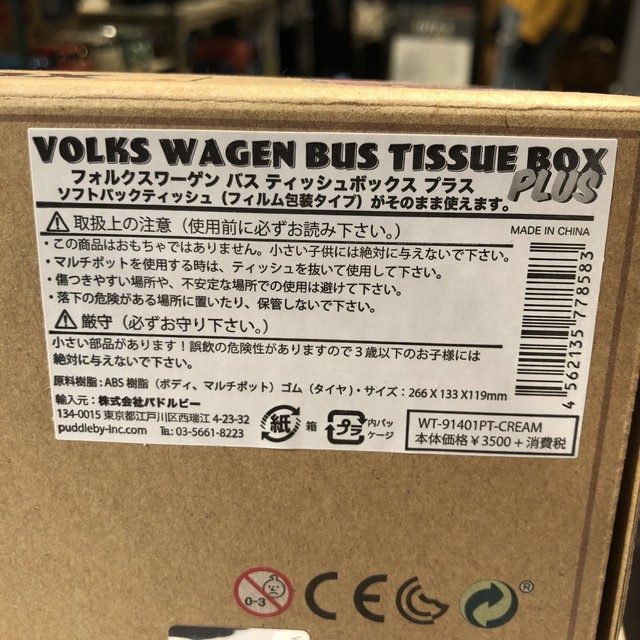 VOLKS WAGEN BUS TISSUE BOX
PLUS
フォルクスワーゲン バス ティッシュボックス プラス
ソフトパックティッシュ（フィルム包装タイプ）がそのまま使えます。
取扱上の注意（使用前に必ずお読み下さい。）
MADE IN CHINA
・この商品はおもちゃではありません。小さい子供には絶対に与えないで下さい。
・マルチポットを使用する時は、ティッシュを抜いて使用して下さい。
・傷つきやすい場所や、不安定な場所での使用は避けて下さい。
・落下の危険がある場所に置いたり、保管しないで下さい。
厳守（必ずお守り下さい。）
小さい部品があります！誤飲の危険性がありますので３歳以下のお子様には
絶対に与えないで下さい。
原料樹脂：ABS 樹脂（ボディ、マルチポット）ゴム（タイヤ）・サイズ：266 X 133 X119mm
輸入元：株式会社パドルビー
134-0015 東京都江戸川区西瑞江 4-23-32
puddleby-inc.com TEL: 03-5661-8223
紙 箱
プラ 内パッ
ケージ
WT-91401PT-CREAM
本体価格￥3500＋消費税
4 562135 778583
0-3
CE
®